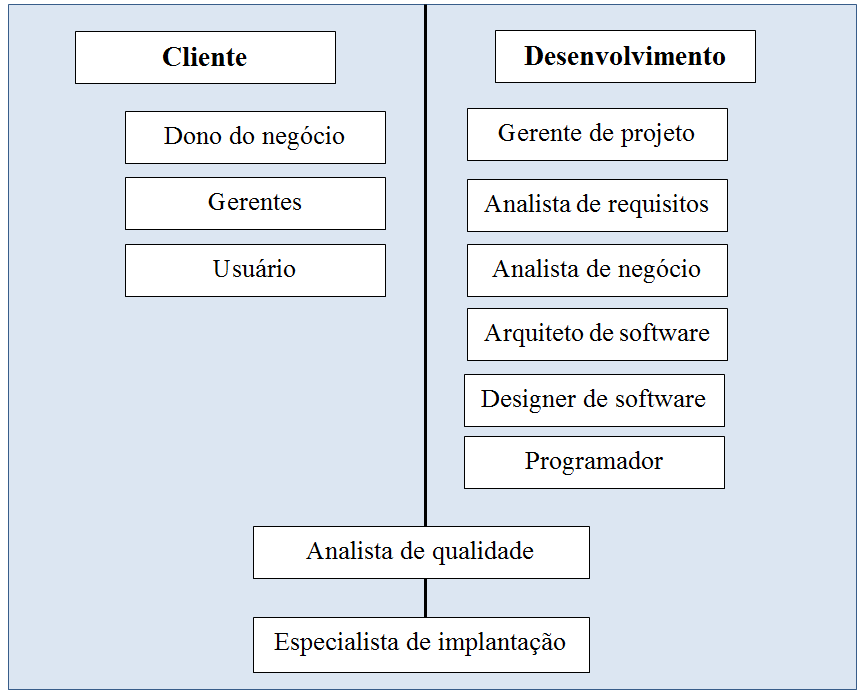 Cliente
Dono do negócio
Gerentes
Usuário
Desenvolvimento
Gerente de projeto
Analista de requisitos
Analista de negócio
Arquiteto de software
Designer de software
Programador
Analista de qualidade
Especialista de implantação